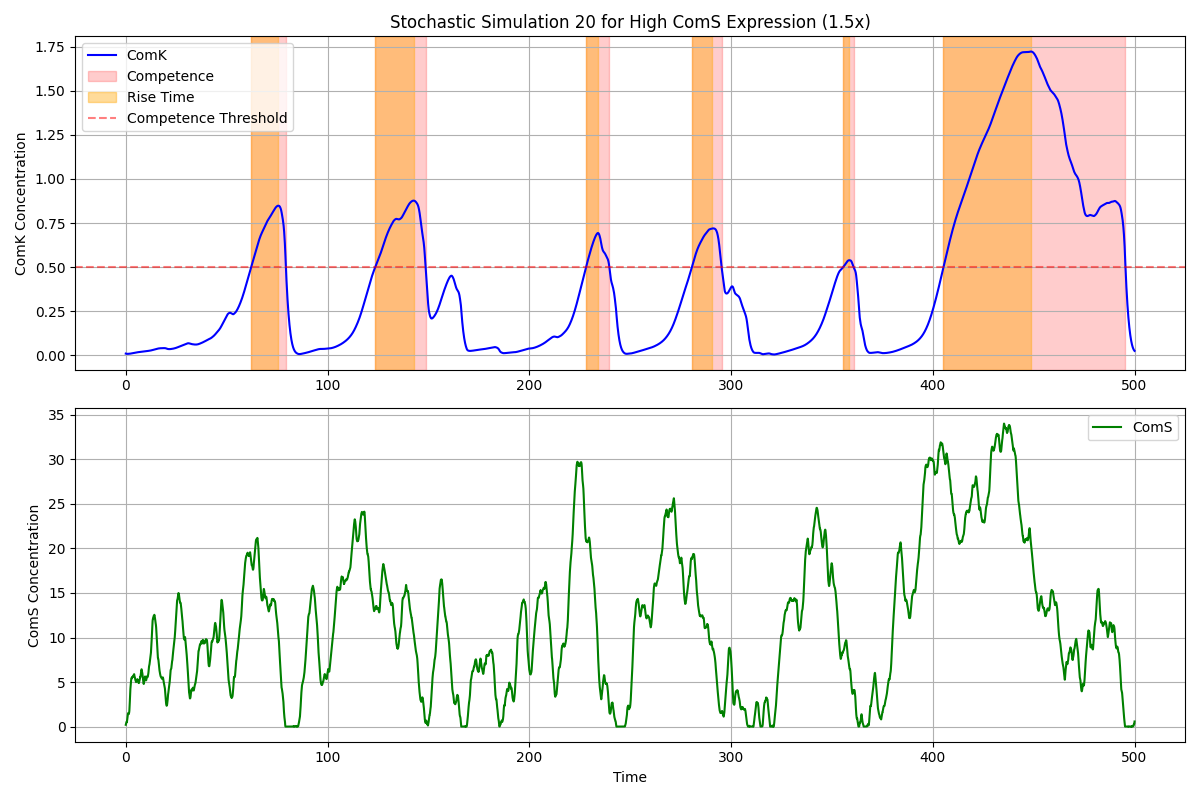 Stochastic Simulation 20 for High ComS Expression (1.5x)
ComK Concentration
1.75
1.50
1.25
1.00
0.75
0.50
0.25
0.00
ComK
Competence
Rise Time
Competence Threshold
0 100 200 300 400 500
ComS Concentration
35
30
25
20
15
10
5
0
ComS
0 100 200 300 400 500
Time